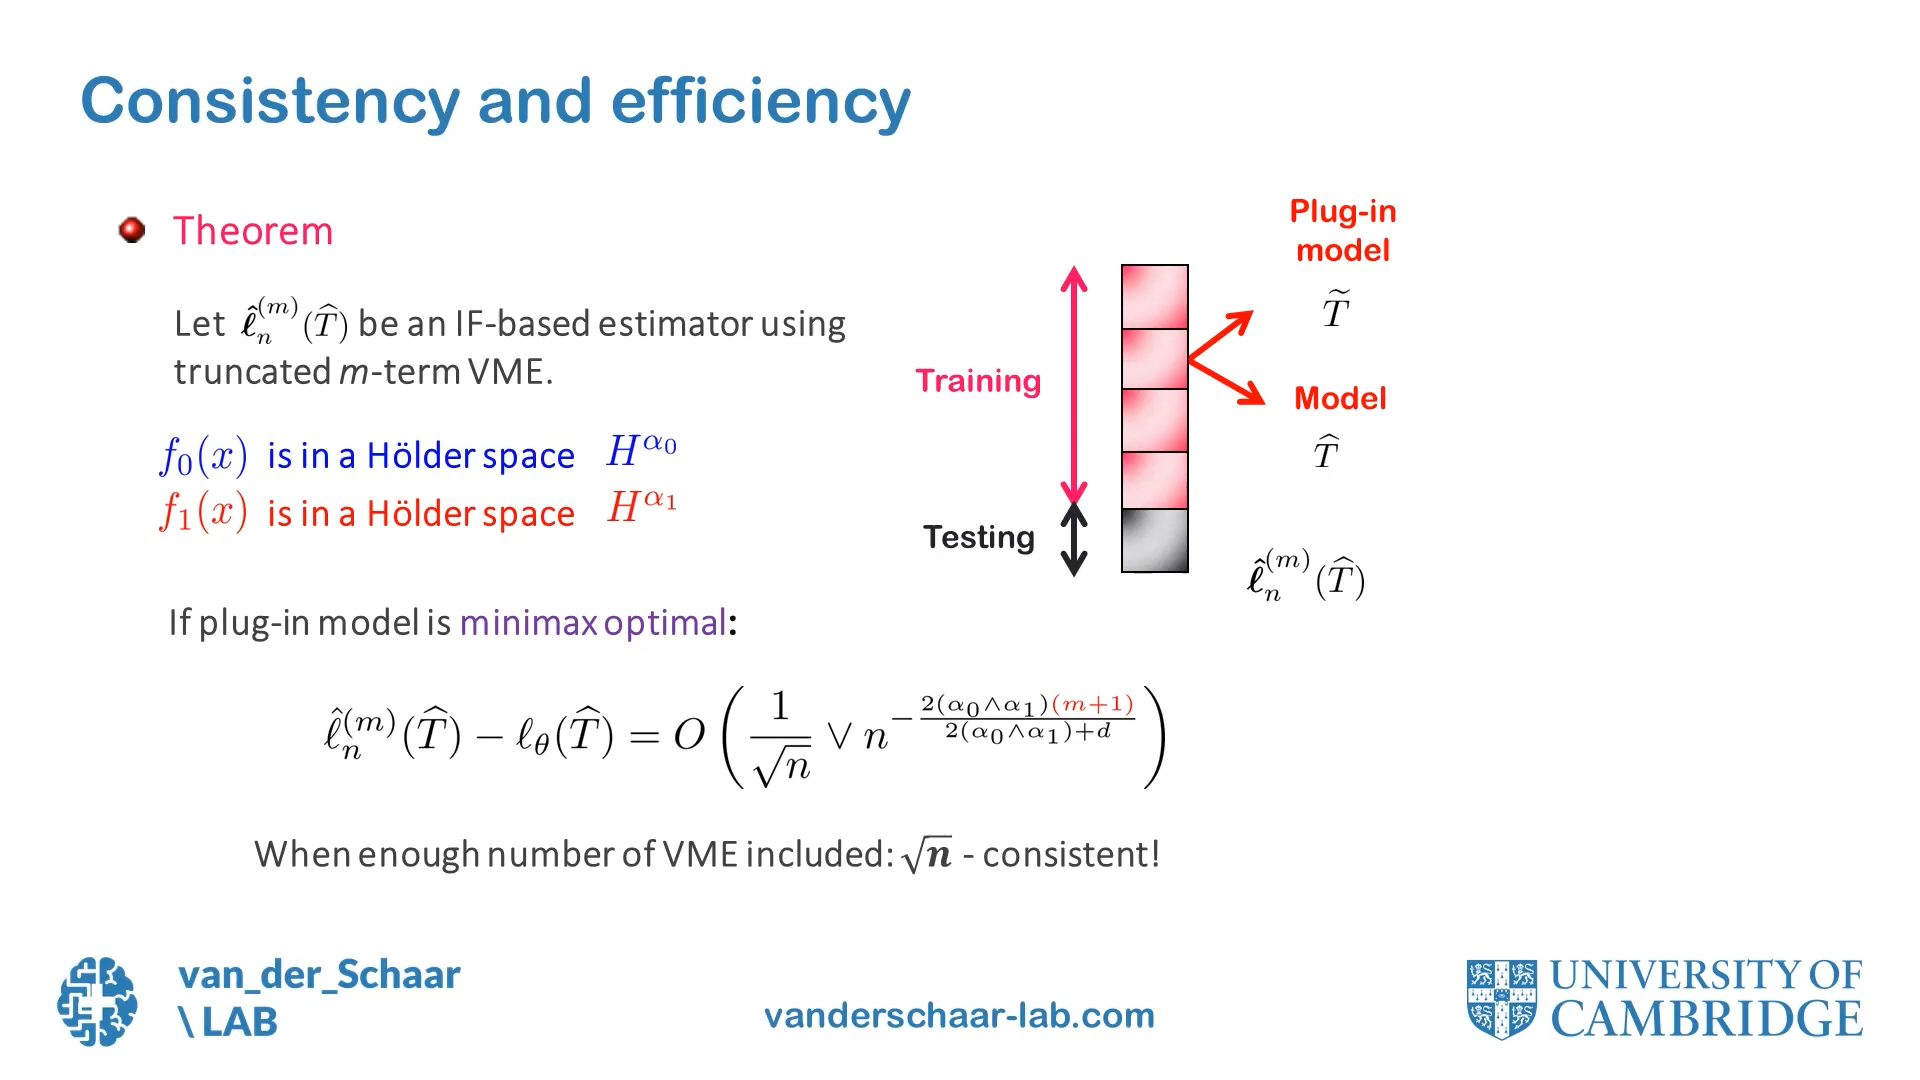 Consistency and efficiency
Theorem
Let ℓ̂ₙ⁽ᵐ⁾(T̂) be an IF-based estimator using
truncated m-term VME.
f₀(x) is in a Hölder space H^{α₀}
f₁(x) is in a Hölder space H^{α₁}
If plug-in model is minimax optimal:
ℓ̂ₙ⁽ᵐ⁾(T̂) − ℓ_θ(T̂) = O( 1/√n ∨ n^{−\frac{2(α₀∧α₁)(m+1)}{2(α₀∧α₁)+d}} )
When enough number of VME included: √n - consistent!
Training
Testing
Plug-in
model
T̃
Model
T̂
ℓ̂ₙ⁽ᵐ⁾(T̂)
van_der_Schaar
\ LAB
vanderschaar-lab.com
UNIVERSITY OF
CAMBRIDGE